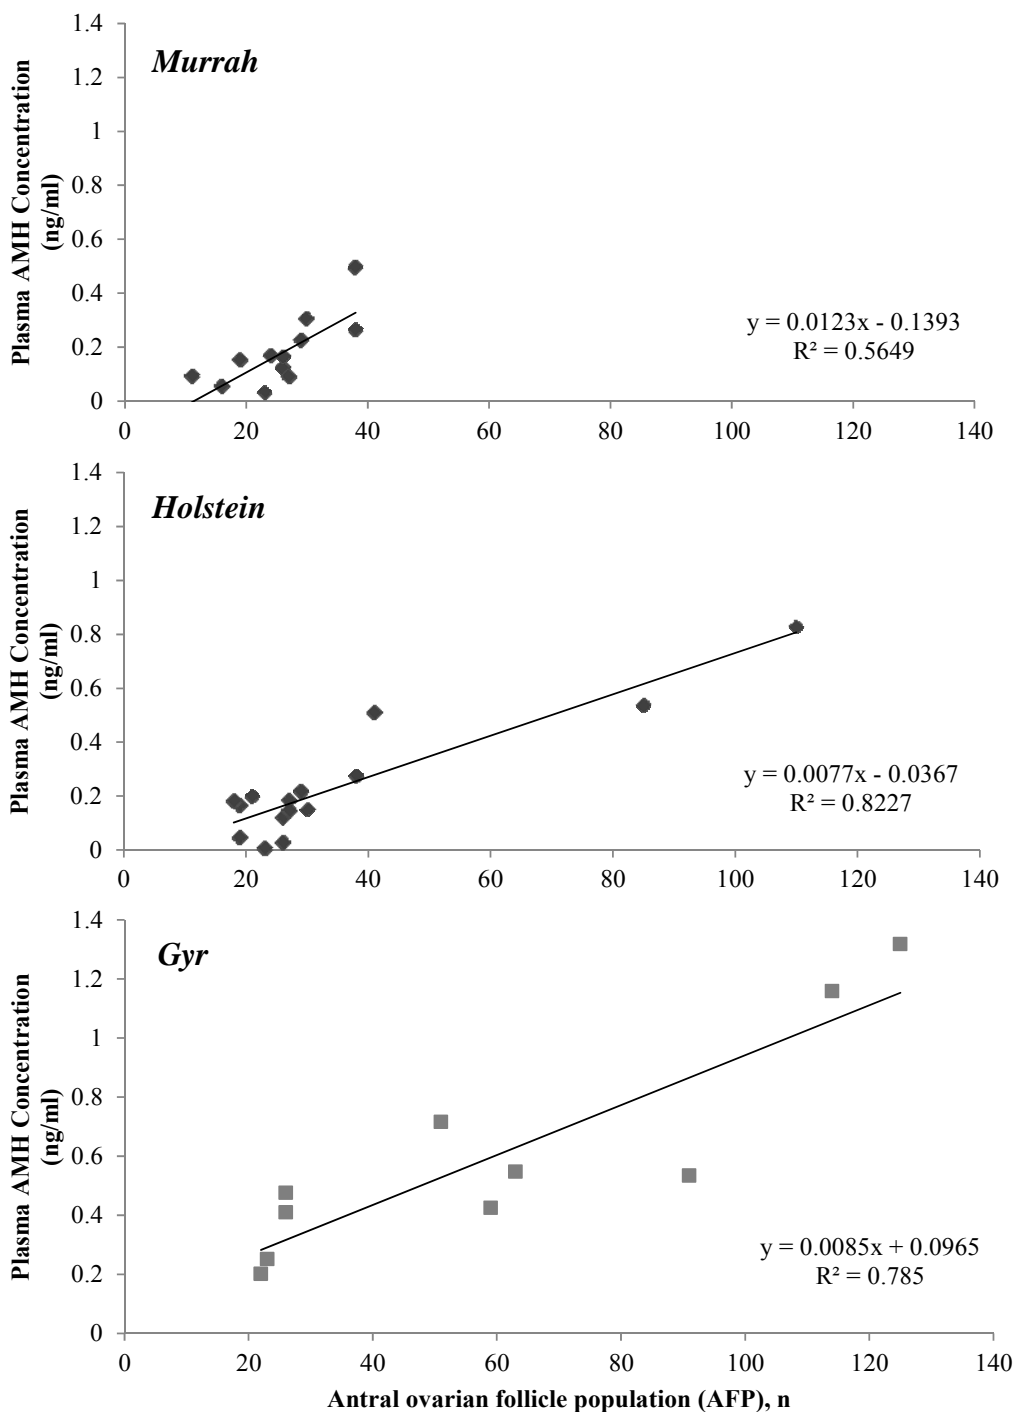 Murrah
Plasma AMH Concentration
(ng/ml)
1.4
1.2
1
0.8
0.6
0.4
0.2
0
y = 0.0123x - 0.1393
R² = 0.5649
0 20 40 60 80 100 120 140
Holstein
Plasma AMH Concentration
(ng/ml)
1.4
1.2
1
0.8
0.6
0.4
0.2
0
y = 0.0077x - 0.0367
R² = 0.8227
0 20 40 60 80 100 120 140
Gyr
Plasma AMH Concentration
(ng/ml)
1.4
1.2
1
0.8
0.6
0.4
0.2
0
y = 0.0085x + 0.0965
R² = 0.785
0 20 40 60 80 100 120 140
Antral ovarian follicle population (AFP), n